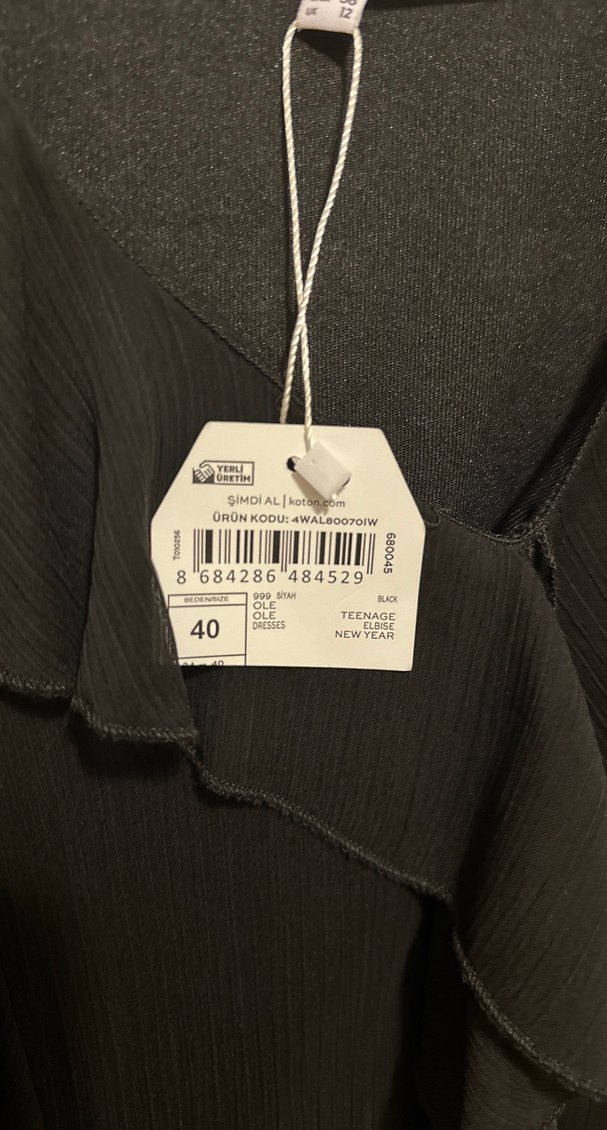 UK 12
YERLİ
ÜRETİM
ŞİMDİ AL | koton.com
ÜRÜN KODU: 4WAL80070IW
T010256
680045
8 684286 484529
BEDEN/SIZE
40
999 SİYAH BLACK
OLE
OLE
DRESSES
TEENAGE
ELBISE
NEW YEAR